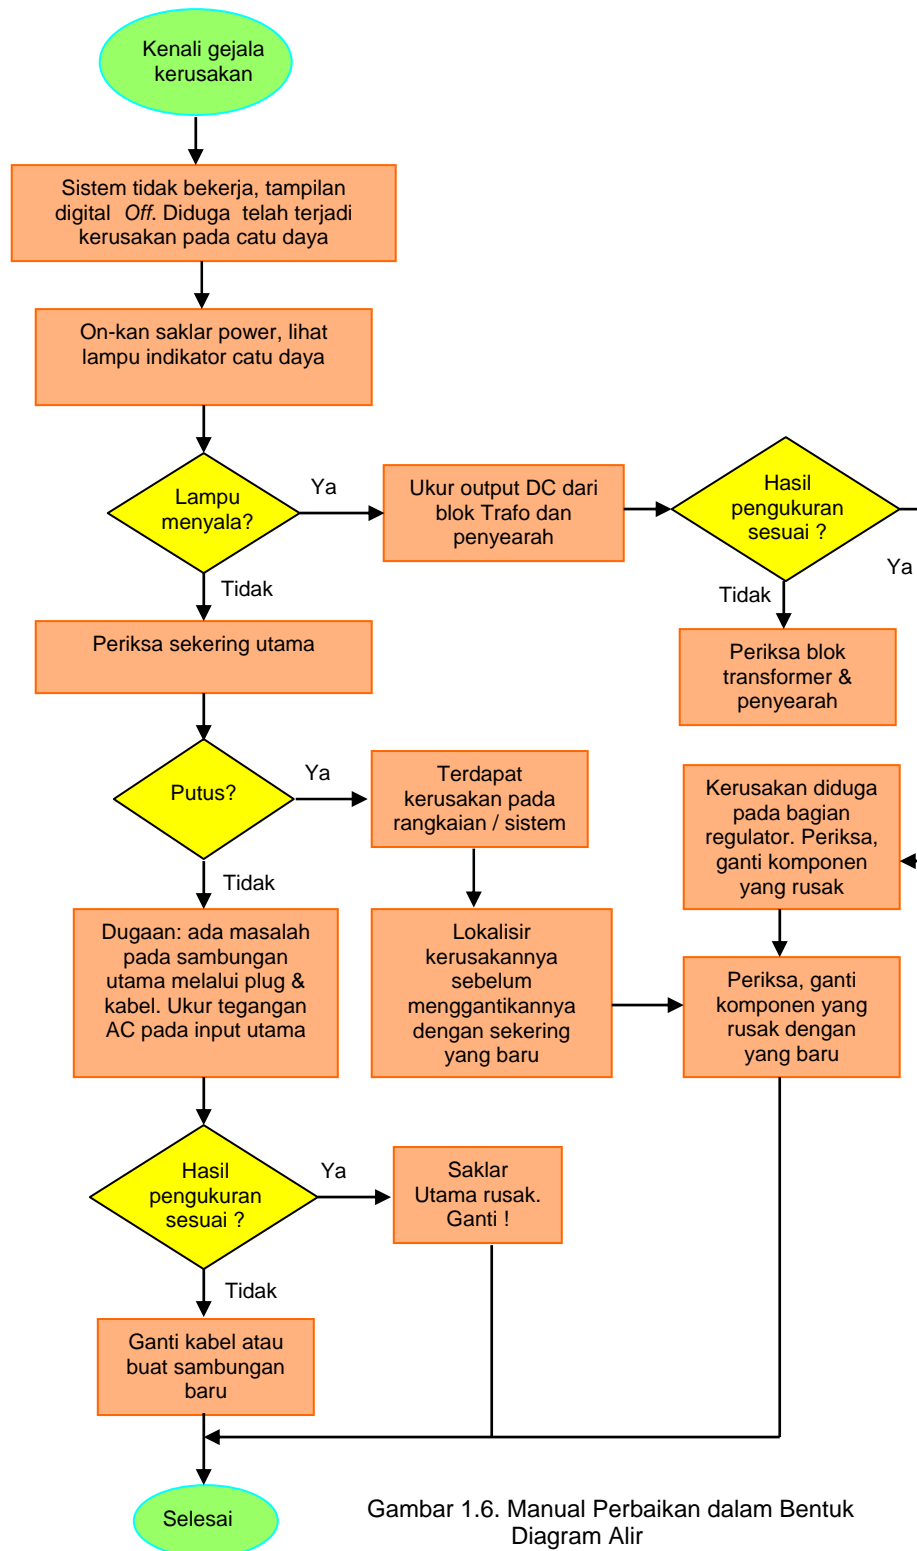 Kenali gejala
kerusakan
Sistem tidak bekerja, tampilan
digital Off. Diduga telah terjadi
kerusakan pada catu daya
On-kan saklar power, lihat
lampu indikator catu daya
Lampu
menyala?
Ya
Ukur output DC dari
blok Trafo dan
penyearah
Hasil
pengukuran
sesuai ?
Ya
Tidak
Tidak
Periksa sekering utama
Periksa blok
transformer &
penyearah
Putus?
Ya
Terdapat
kerusakan pada
rangkaian / sistem
Kerusakan diduga
pada bagian
regulator. Periksa,
ganti komponen
yang rusak
Tidak
Dugaan: ada masalah
pada sambungan
utama melalui plug &
kabel. Ukur tegangan
AC pada input utama
Lokalisir
kerusakannya
sebelum
menggantikannya
dengan sekering
yang baru
Periksa, ganti
komponen yang
rusak dengan
yang baru
Hasil
pengukuran
sesuai ?
Ya
Saklar
Utama rusak.
Ganti !
Tidak
Ganti kabel atau
buat sambungan
baru
Selesai
Gambar 1.6. Manual Perbaikan dalam Bentuk
Diagram Alir